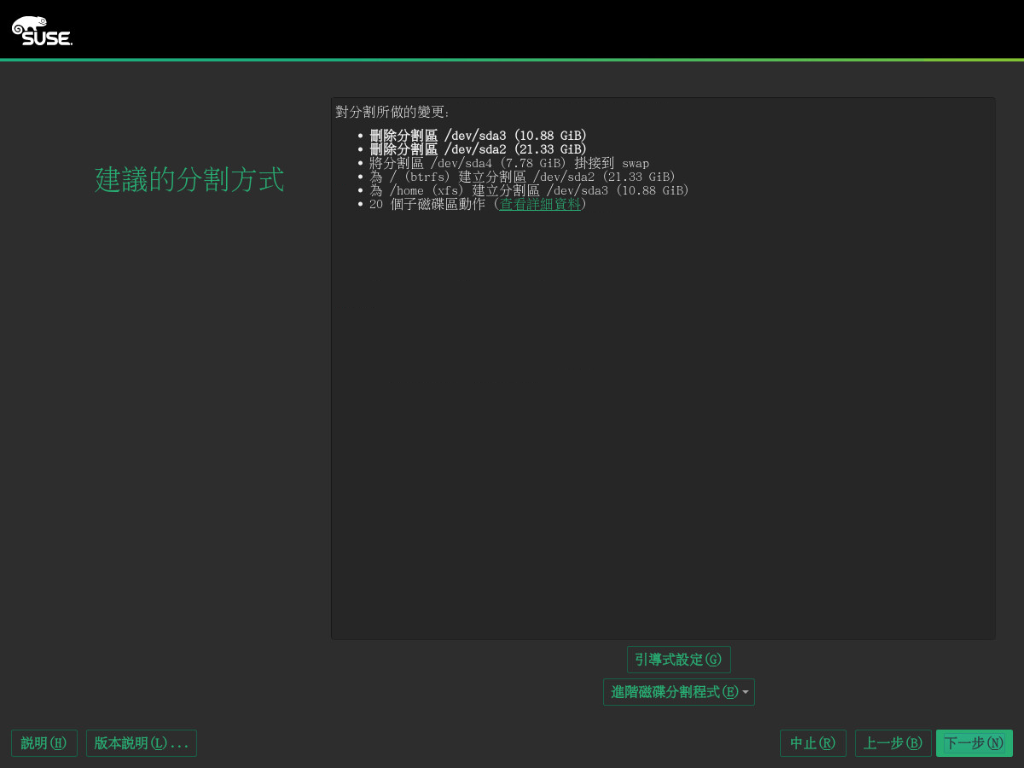 SUSE
建議的分割方式
對分割所做的變更:
• 刪除分割區 /dev/sda3 (10.88 GiB)
• 刪除分割區 /dev/sda2 (21.33 GiB)
• 將分割區 /dev/sda4 (7.78 GiB) 掛接到 swap
• 為 / (btrfs) 建立分割區 /dev/sda2 (21.33 GiB)
• 為 /home (xfs) 建立分割區 /dev/sda3 (10.88 GiB)
• 20 個子磁碟區動作 (查看詳細資料)
引導式設定(G)
進階磁碟分割程式(E)
說明(H)
版本說明(L)...
中止(R)
上一步(B)
下一步(N)